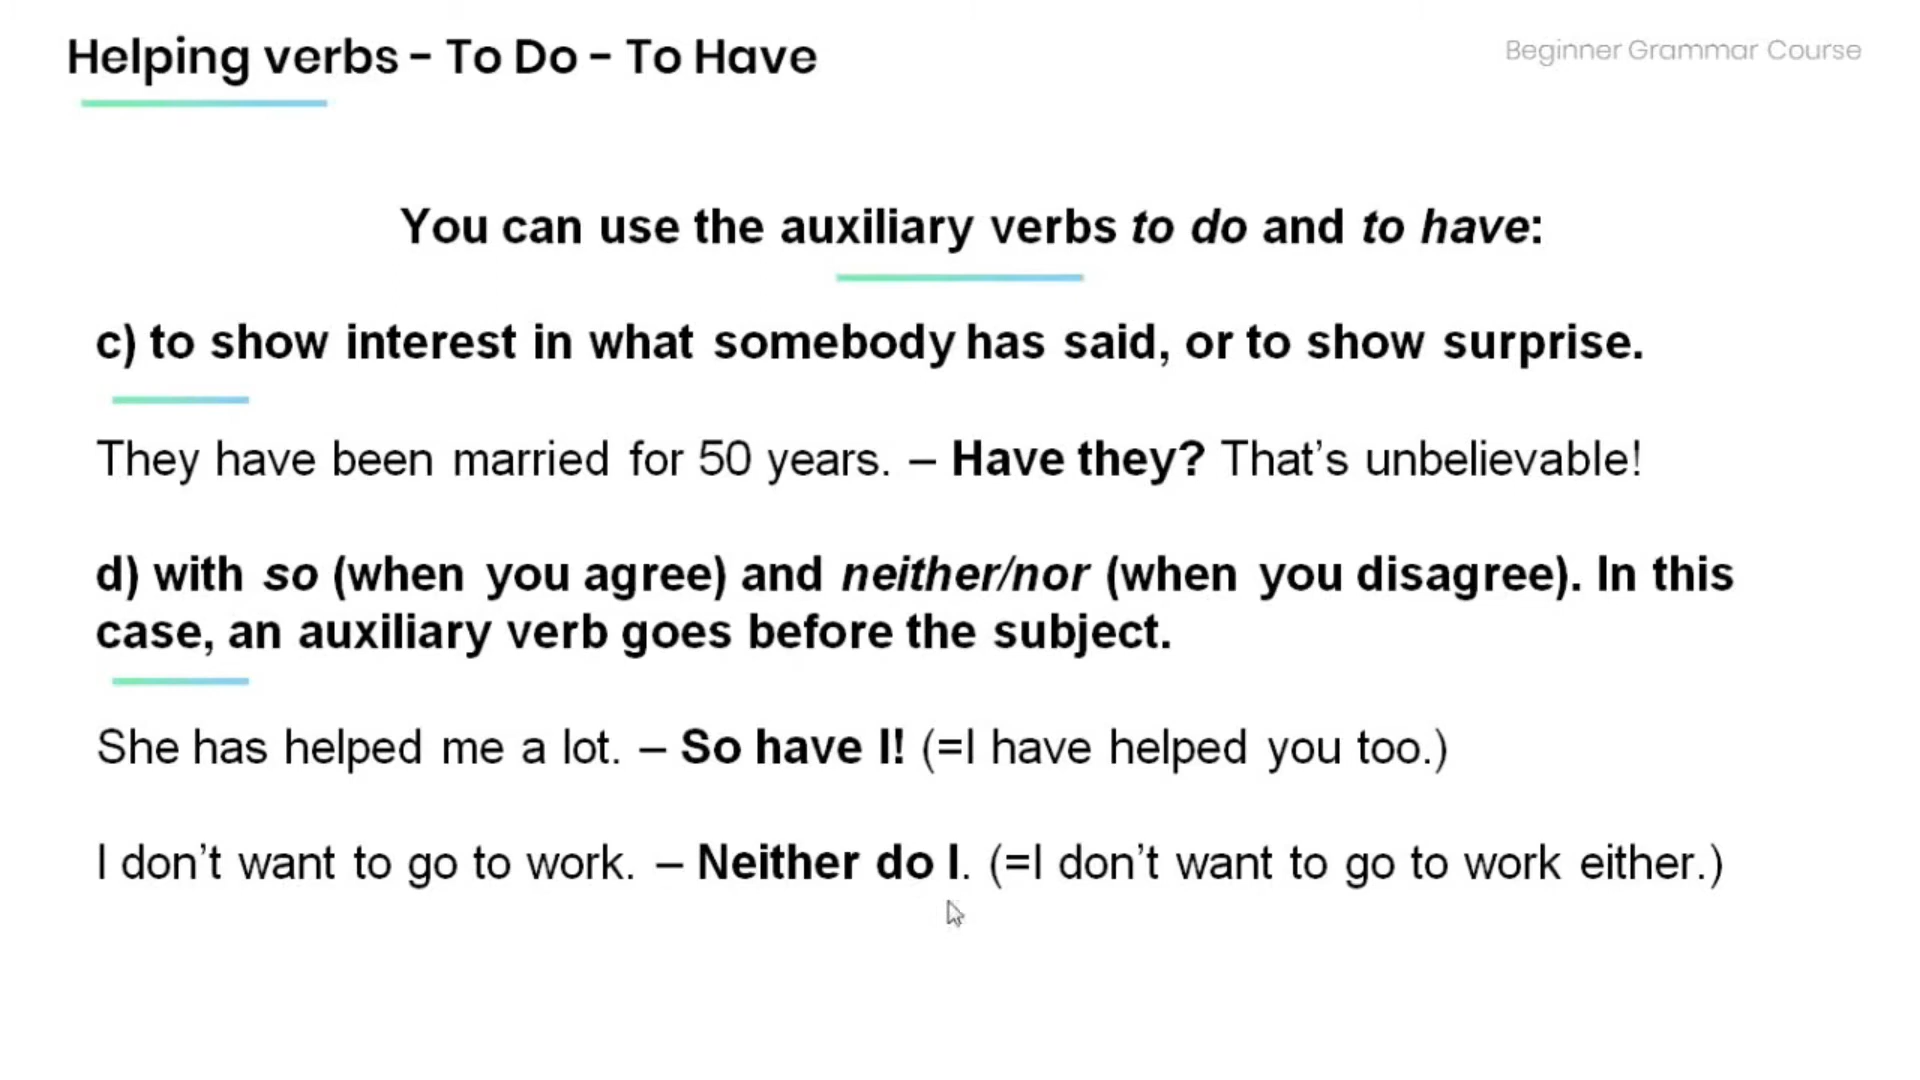 Helping verbs – To Do – To Have
Beginner Grammar Course
You can use the auxiliary verbs to do and to have:
c) to show interest in what somebody has said, or to show surprise.
They have been married for 50 years. – Have they? That’s unbelievable!
d) with so (when you agree) and neither/nor (when you disagree). In this
case, an auxiliary verb goes before the subject.
She has helped me a lot. – So have I! (=I have helped you too.)
I don’t want to go to work. – Neither do I. (=I don’t want to go to work either.)